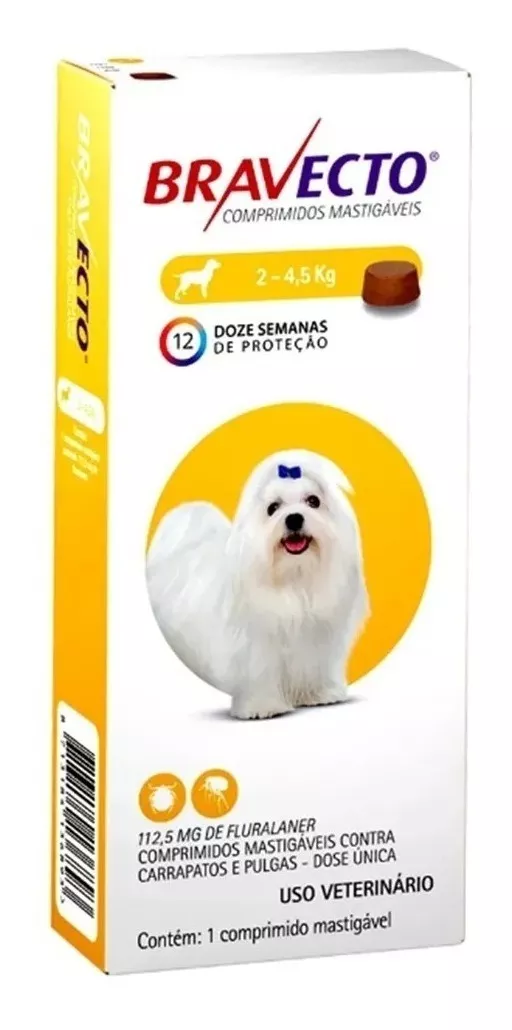 BRAVECTO®
COMPRIMIDOS MASTIGÁVEIS
2 – 4,5 Kg
12
DOZE SEMANAS
DE PROTEÇÃO
112,5 MG DE FLURALANER
COMPRIMIDOS MASTIGÁVEIS CONTRA
CARRAPATOS E PULGAS - DOSE ÚNICA
USO VETERINÁRIO
Contém: 1 comprimido mastigável
BRAVECTO®